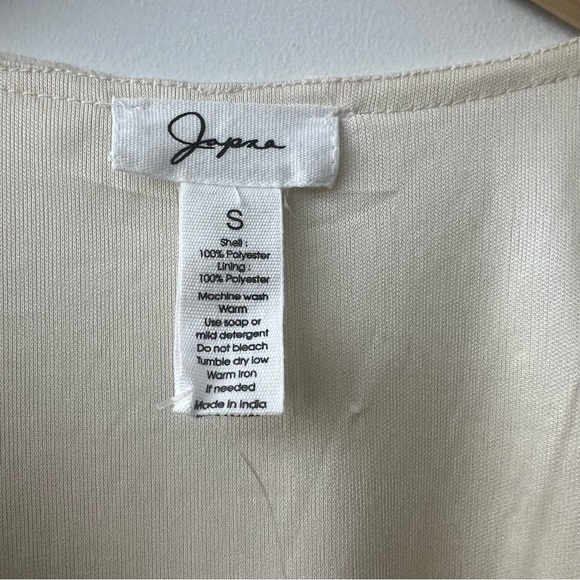 Japna
S
Shell :
100% Polyester
Lining :
100% Polyester
Machine wash
Warm
Use soap or
mild detergent
Do not bleach
Tumble dry low
Warm Iron
if needed
Made in India